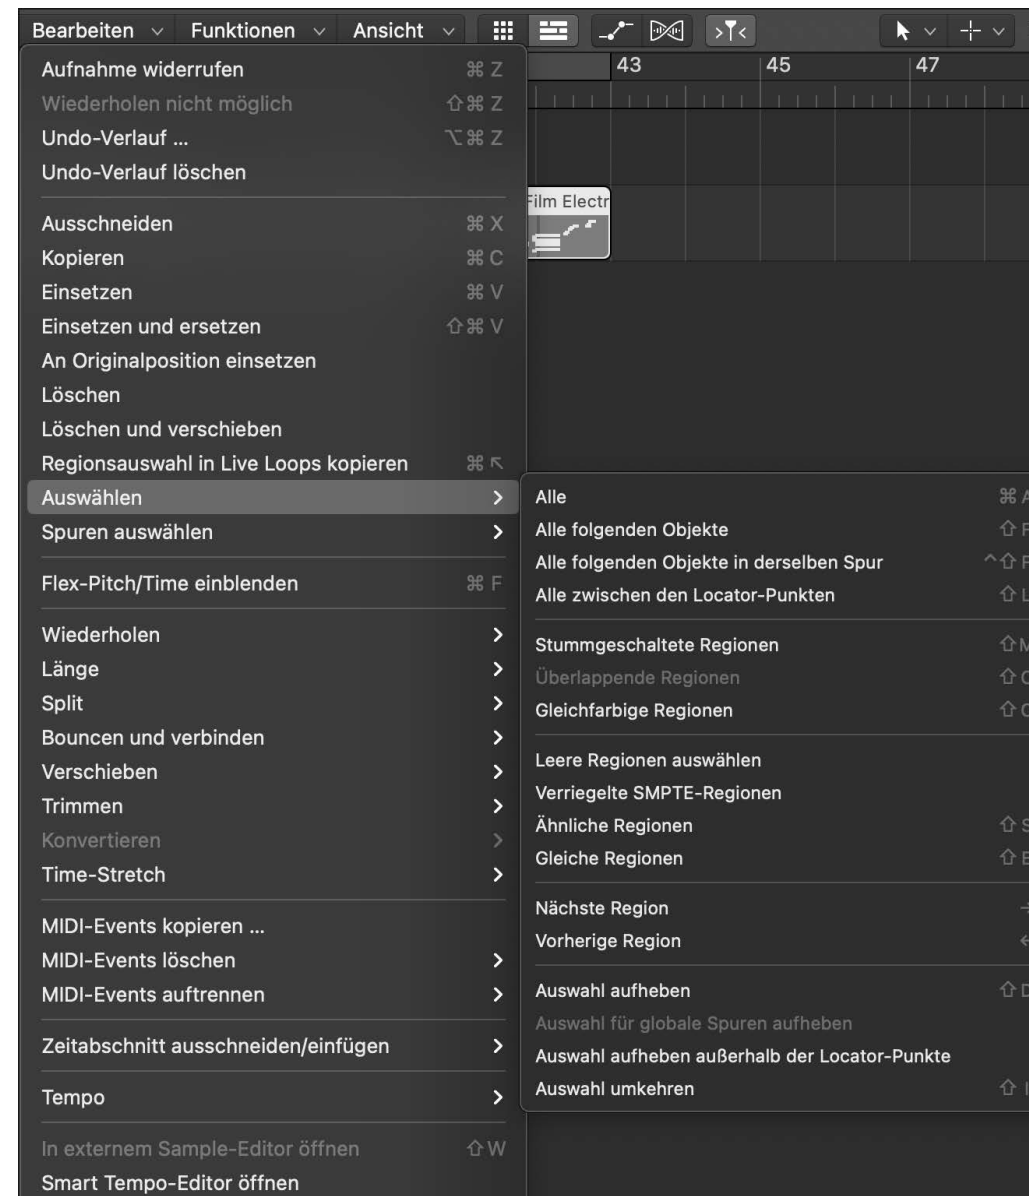 Bearbeiten Funktionen Ansicht
43 45 47
Aufnahme widerrufen ⌘ Z
Wiederholen nicht möglich ⇧⌘ Z
Undo-Verlauf ... ⌥⌘ Z
Undo-Verlauf löschen
Film Electr
Ausschneiden ⌘ X
Kopieren ⌘ C
Einsetzen ⌘ V
Einsetzen und ersetzen ⇧⌘ V
An Originalposition einsetzen
Löschen
Löschen und verschieben
Regionsauswahl in Live Loops kopieren ⌘ ↖
Auswählen
Spuren auswählen
Flex-Pitch/Time einblenden ⌘ F
Wiederholen
Länge
Split
Bouncen und verbinden
Verschieben
Trimmen
Konvertieren
Time-Stretch
MIDI-Events kopieren ...
MIDI-Events löschen
MIDI-Events auftrennen
Zeitabschnitt ausschneiden/einfügen
Tempo
In externem Sample-Editor öffnen ⇧ W
Smart Tempo-Editor öffnen
Alle ⌘ A
Alle folgenden Objekte ⇧ F
Alle folgenden Objekte in derselben Spur ^⇧ F
Alle zwischen den Locator-Punkten ⇧ L
Stummgeschaltete Regionen ⇧ M
Überlappende Regionen ⇧
Gleichfarbige Regionen ⇧
Leere Regionen auswählen
Verriegelte SMPTE-Regionen
Ähnliche Regionen ⇧ S
Gleiche Regionen ⇧ E
Nächste Region →
Vorherige Region ←
Auswahl aufheben ⇧ D
Auswahl für globale Spuren aufheben
Auswahl aufheben außerhalb der Locator-Punkte
Auswahl umkehren ⇧ I